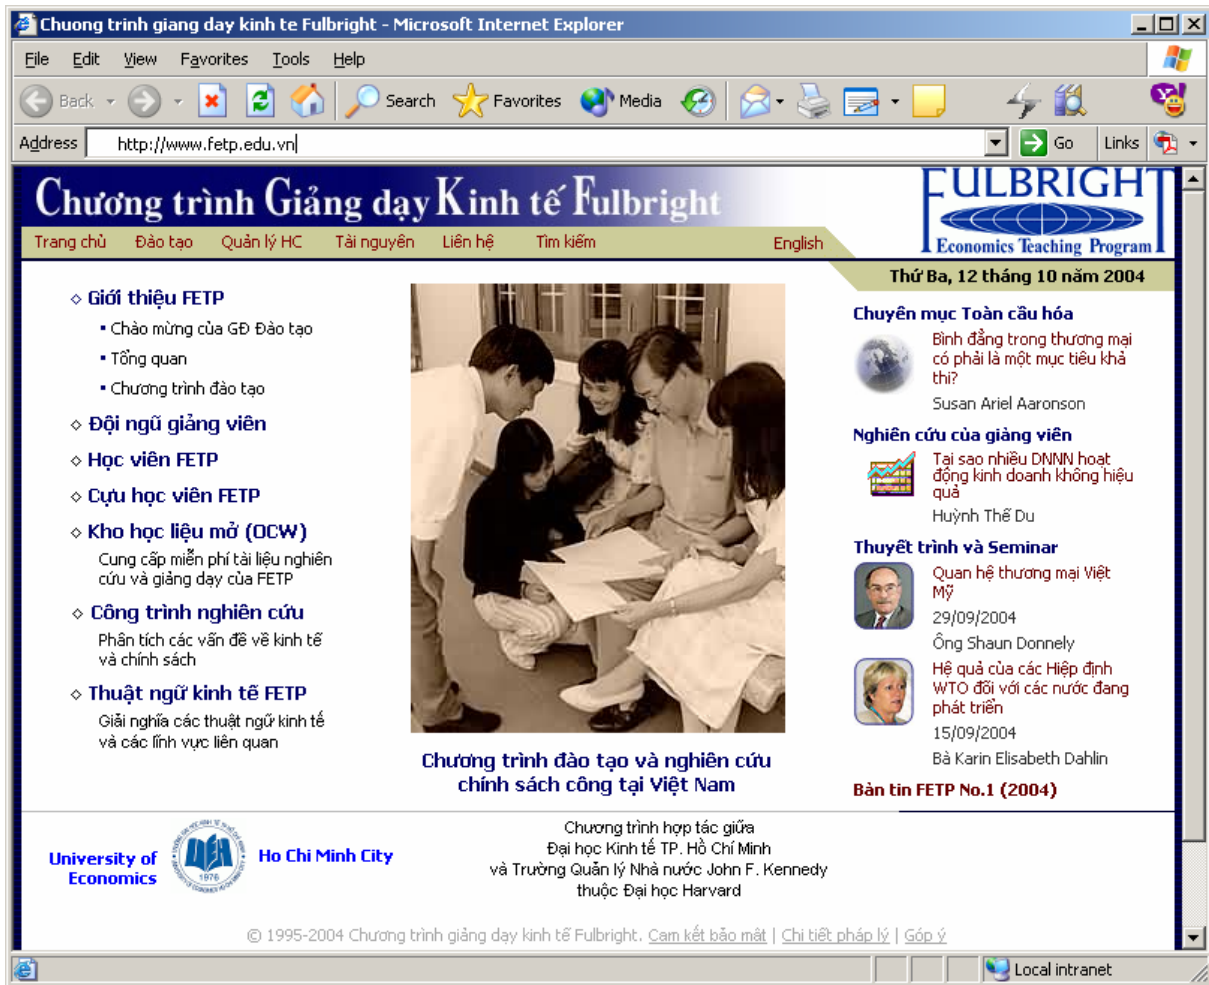 Chuong trinh giang day kinh te Fulbright - Microsoft Internet Explorer
File Edit View Favorites Tools Help
Back Search Favorites Media
Address http://www.fetp.edu.vn Go Links
Chương trình Giảng dạy Kinh tế Fulbright
FULBRIGHT
Economics Teaching Program
Trang chủ Đào tạo Quản lý HC Tài nguyên Liên hệ Tìm kiếm English
Thứ Ba, 12 tháng 10 năm 2004
Giới thiệu FETP
Chào mừng của GĐ Đào tạo
Tổng quan
Chương trình đào tạo
Đội ngũ giảng viên
Học viên FETP
Cựu học viên FETP
Kho học liệu mở (OCW)
Cung cấp miễn phí tài liệu nghiên
cứu và giảng dạy của FETP
Công trình nghiên cứu
Phân tích các vấn đề về kinh tế
và chính sách
Thuật ngữ kinh tế FETP
Giải nghĩa các thuật ngữ kinh tế
và các lĩnh vực liên quan
Chương trình đào tạo và nghiên cứu
chính sách công tại Việt Nam
Chuyên mục Toàn cầu hóa
Bình đẳng trong thương mại
có phải là một mục tiêu khả
thi?
Susan Ariel Aaronson
Nghiên cứu của giảng viên
Tại sao nhiều DNNN hoạt
động kinh doanh không hiệu
quả
Huỳnh Thế Du
Thuyết trình và Seminar
Quan hệ thương mại Việt
Mỹ
29/09/2004
Ông Shaun Donnely
Hệ quả của các Hiệp định
WTO đối với các nước đang
phát triển
15/09/2004
Bà Karin Elisabeth Dahlin
Bản tin FETP No.1 (2004)
University of
Economics
1976
Ho Chi Minh City
Chương trình hợp tác giữa
Đại học Kinh tế TP. Hồ Chí Minh
và Trường Quản lý Nhà nước John F. Kennedy
thuộc Đại học Harvard
© 1995-2004 Chương trình giảng dạy kinh tế Fulbright. Cam kết bảo mật | Chi tiết pháp lý | Góp ý
Local intranet